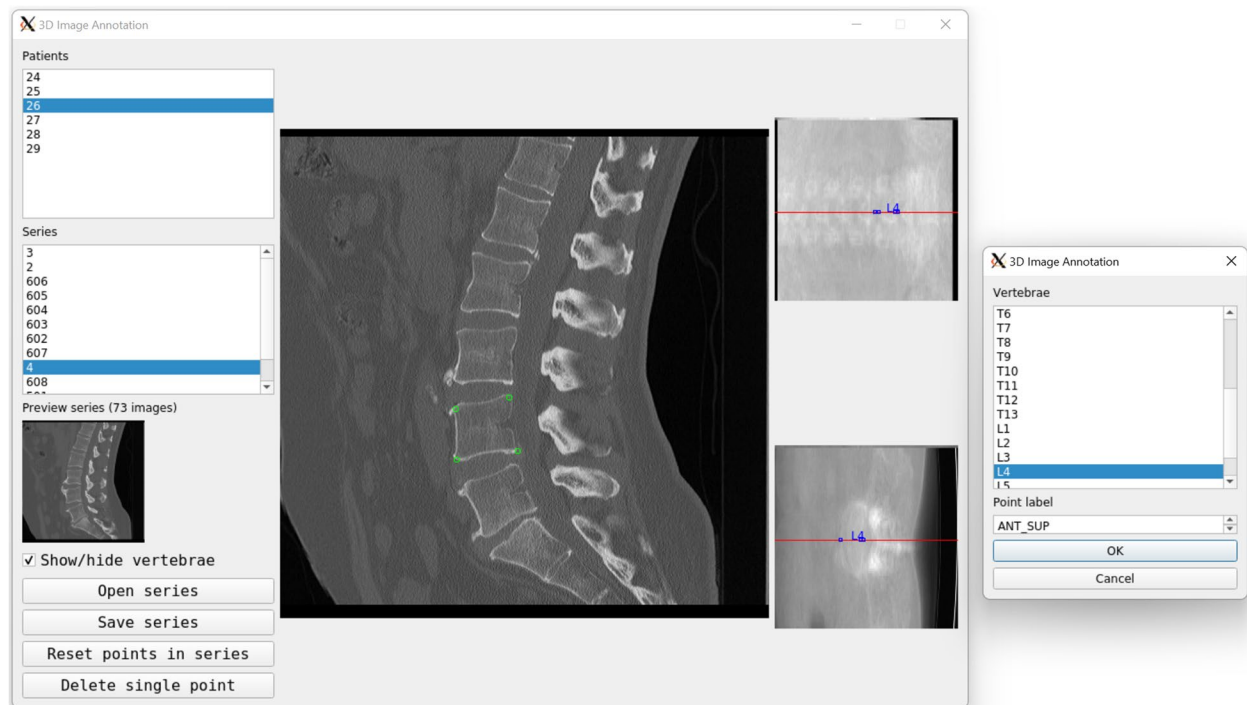 3D Image Annotation
Patients
24
25
26
27
28
29
Series
3
2
606
605
604
603
602
607
4
608
Preview series (73 images)
Show/hide vertebrae
Open series
Save series
Reset points in series
Delete single point
L4
L4
3D Image Annotation
Vertebrae
T6
T7
T8
T9
T10
T11
T12
T13
L1
L2
L3
L4
L5
Point label
ANT_SUP
OK
Cancel